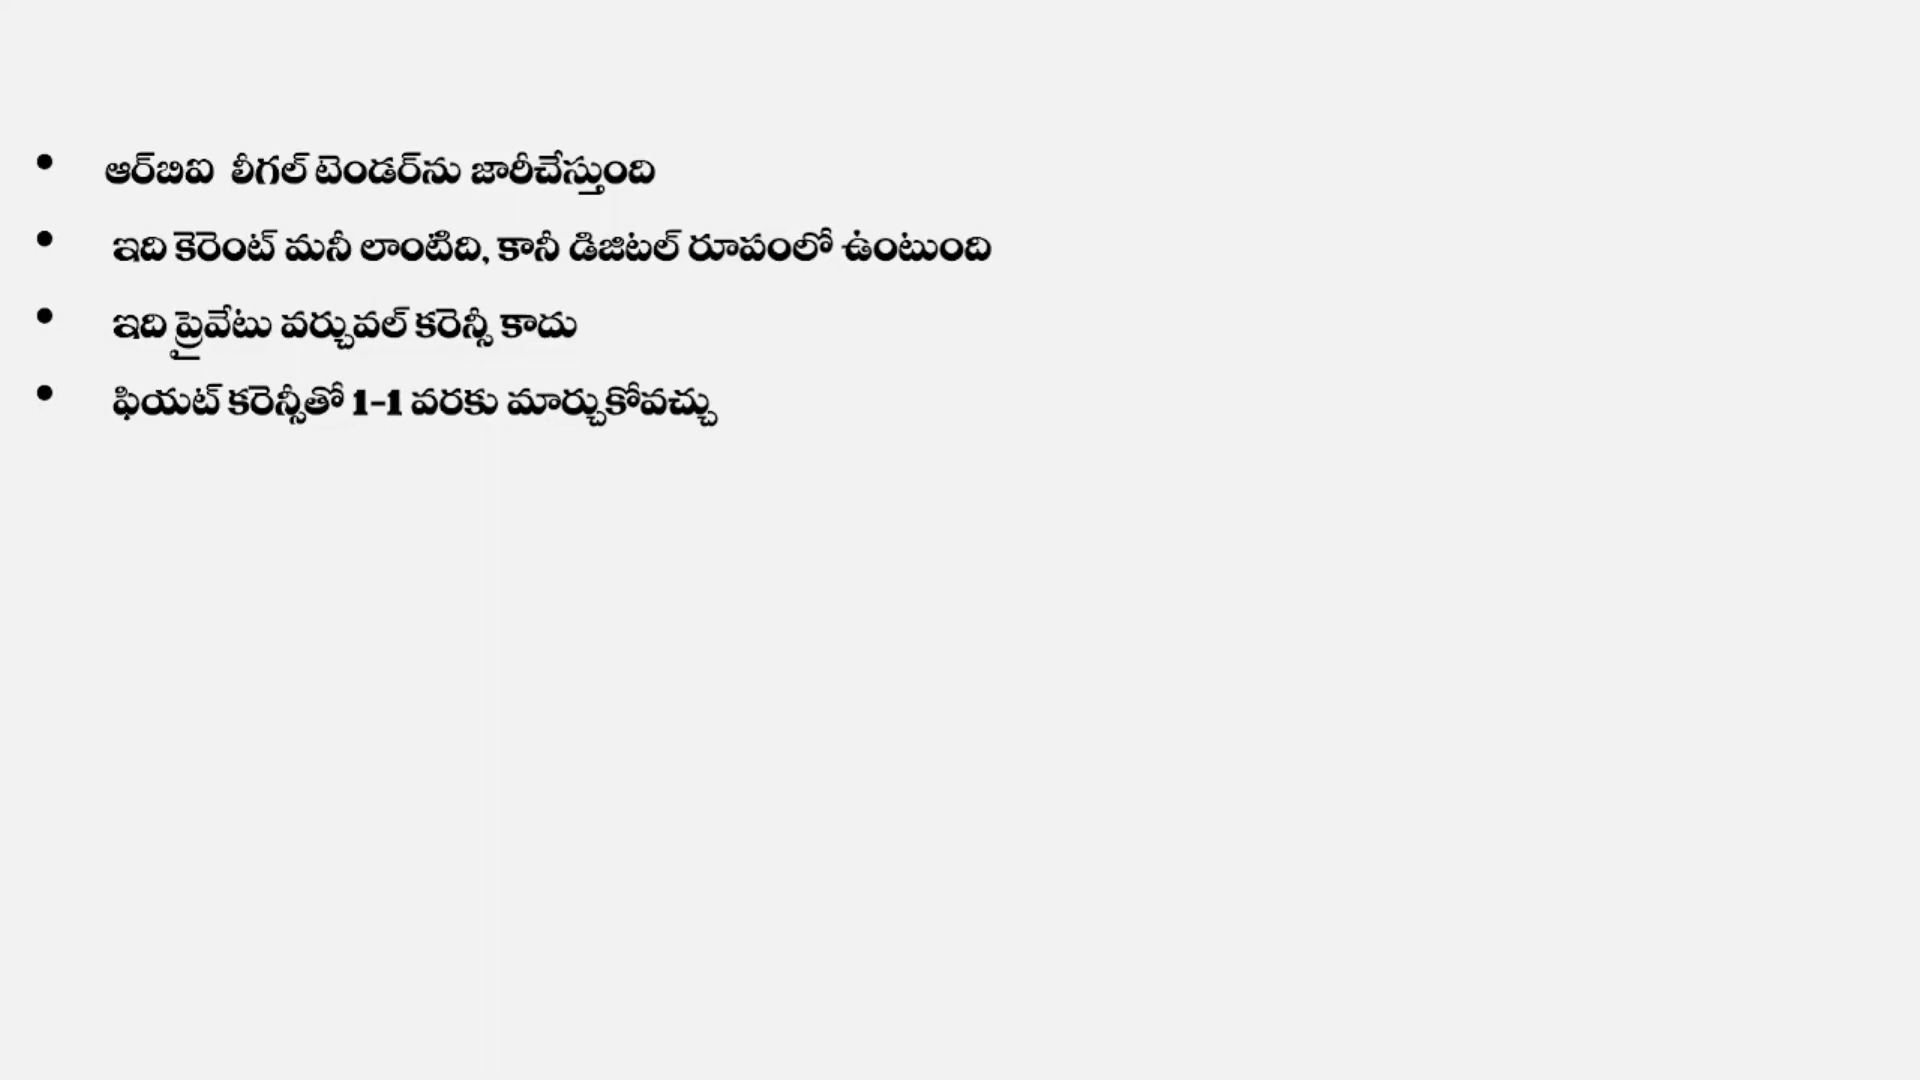 • ఆర్‌బిఐ లీగల్ టెండర్‌ను జారీచేస్తుంది
• ఇది కెరెంట్ మనీ లాంటిది, కానీ డిజిటల్ రూపంలో ఉంటుంది
• ఇది ప్రైవేటు వర్చువల్ కరెన్సీ కాదు
• ఫియట్ కరెన్సీతో 1-1 వరకు మార్చుకోవచ్చు